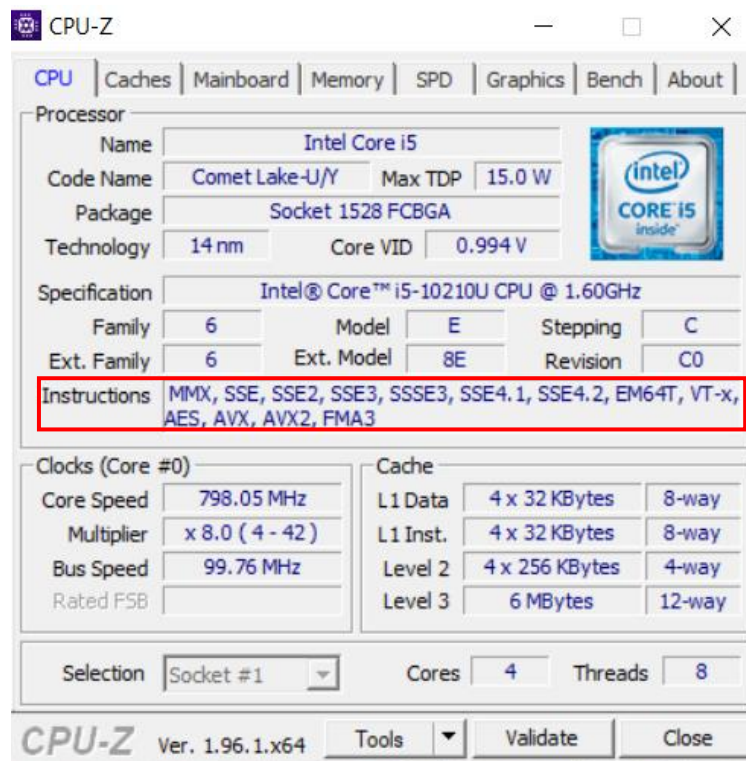 CPU-Z
CPU Caches Mainboard Memory SPD Graphics Bench About
Processor
Name Intel Core i5
Code Name Comet Lake-U/Y Max TDP 15.0 W
Package Socket 1528 FCBGA
Technology 14 nm Core VID 0.994 V
(intel)
CORE i5
inside™
Specification Intel® Core™ i5-10210U CPU @ 1.60GHz
Family 6 Model E Stepping C
Ext. Family 6 Ext. Model 8E Revision C0
Instructions MMX, SSE, SSE2, SSE3, SSSE3, SSE4.1, SSE4.2, EM64T, VT-x,
AES, AVX, AVX2, FMA3
Clocks (Core #0)
Core Speed 798.05 MHz
Multiplier x 8.0 ( 4 - 42 )
Bus Speed 99.76 MHz
Rated FSB
Cache
L1 Data 4 x 32 KBytes 8-way
L1 Inst. 4 x 32 KBytes 8-way
Level 2 4 x 256 KBytes 4-way
Level 3 6 MBytes 12-way
Selection Socket #1 Cores 4 Threads 8
CPU-Z Ver. 1.96.1.x64 Tools Validate Close